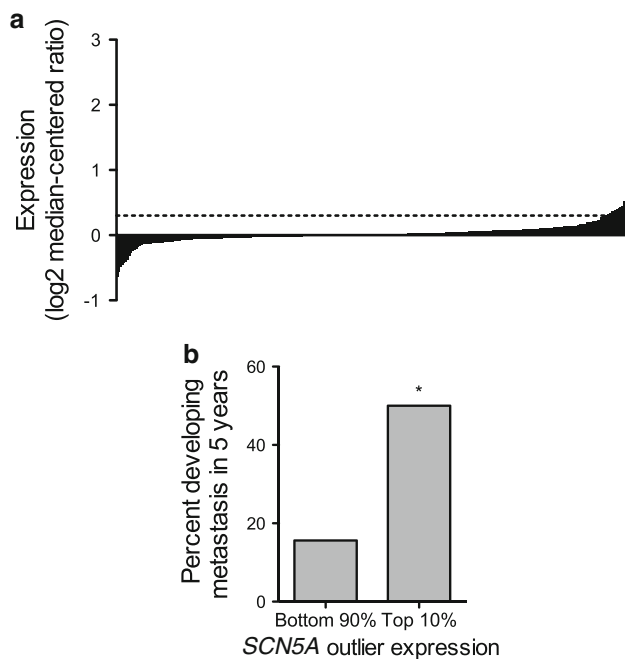 a
Expression
(log2 median-centered ratio)
3
2
1
0
-1
b
Percent developing
metastasis in 5 years
60
40
20
0
*
Bottom 90% Top 10%
SCN5A outlier expression